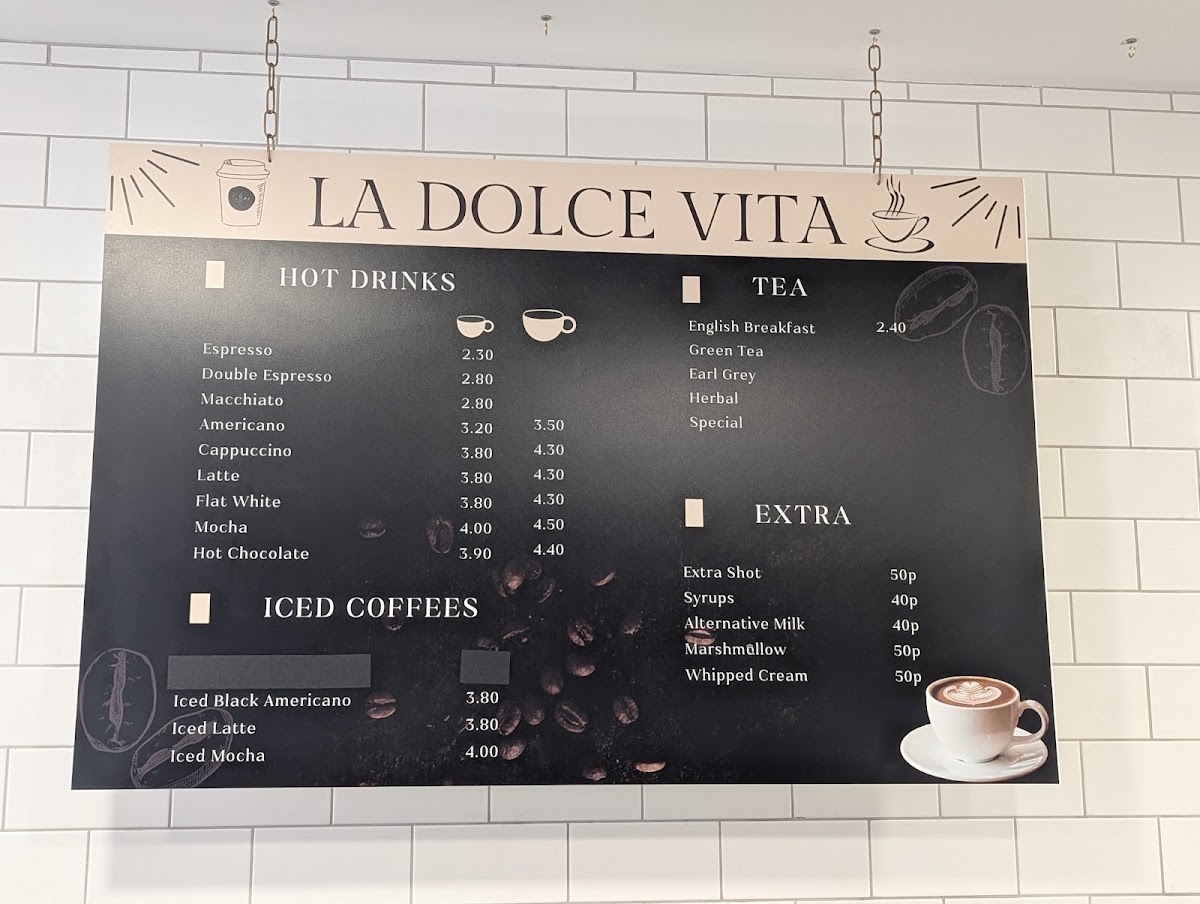 LA DOLCE VITA
HOT DRINKS
Espresso 2.30
Double Espresso 2.80
Macchiato 2.80
Americano 3.20 3.50
Cappuccino 3.80 4.30
Latte 3.80 4.30
Flat White 3.80 4.30
Mocha 4.00 4.50
Hot Chocolate 3.90 4.40
ICED COFFEES
Iced Black Americano 3.80
Iced Latte 3.80
Iced Mocha 4.00
TEA
English Breakfast 2.40
Green Tea
Earl Grey
Herbal
Special
EXTRA
Extra Shot 50p
Syrups 40p
Alternative Milk 40p
Marshmallow 50p
Whipped Cream 50p